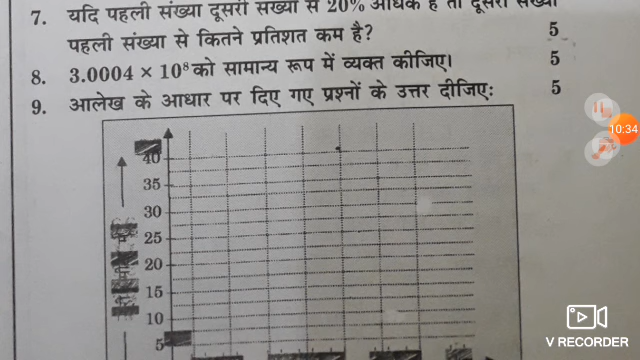 7. यदि पहली संख्या दूसरी संख्या से 20% अधिक है तो दूसरी संख्या
पहली संख्या से कितने प्रतिशत कम है? 5
8. 3.0004 × 10⁸ को सामान्य रूप में व्यक्त कीजिए। 5
9. आलेख के आधार पर दिए गए प्रश्नों के उत्तर दीजिए: 5
10:34
40
35
30
25
20
15
10
5
V RECORDER